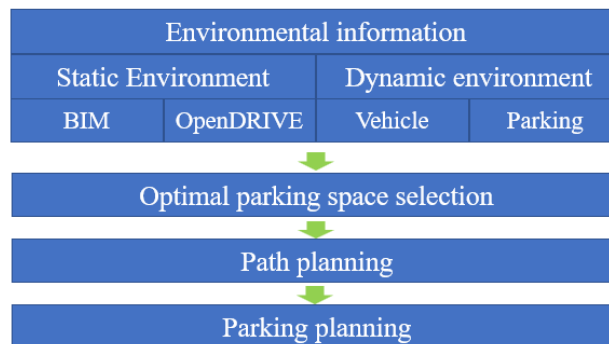 Environmental information
Static Environment Dynamic environment
BIM OpenDRIVE Vehicle Parking
Optimal parking space selection
Path planning
Parking planning